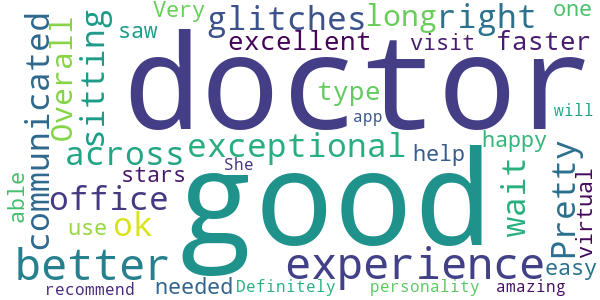 Very
glitches
long
right
one
saw
excellent
visit
faster
communicated
Overall
sitting
doctor
type
app
will
across
exceptional
help
happy
She
stars
able
office
good
wait
Pretty
virtual
use
ok
better
experience
easy
recommend
needed
Definitely
personality
amazing